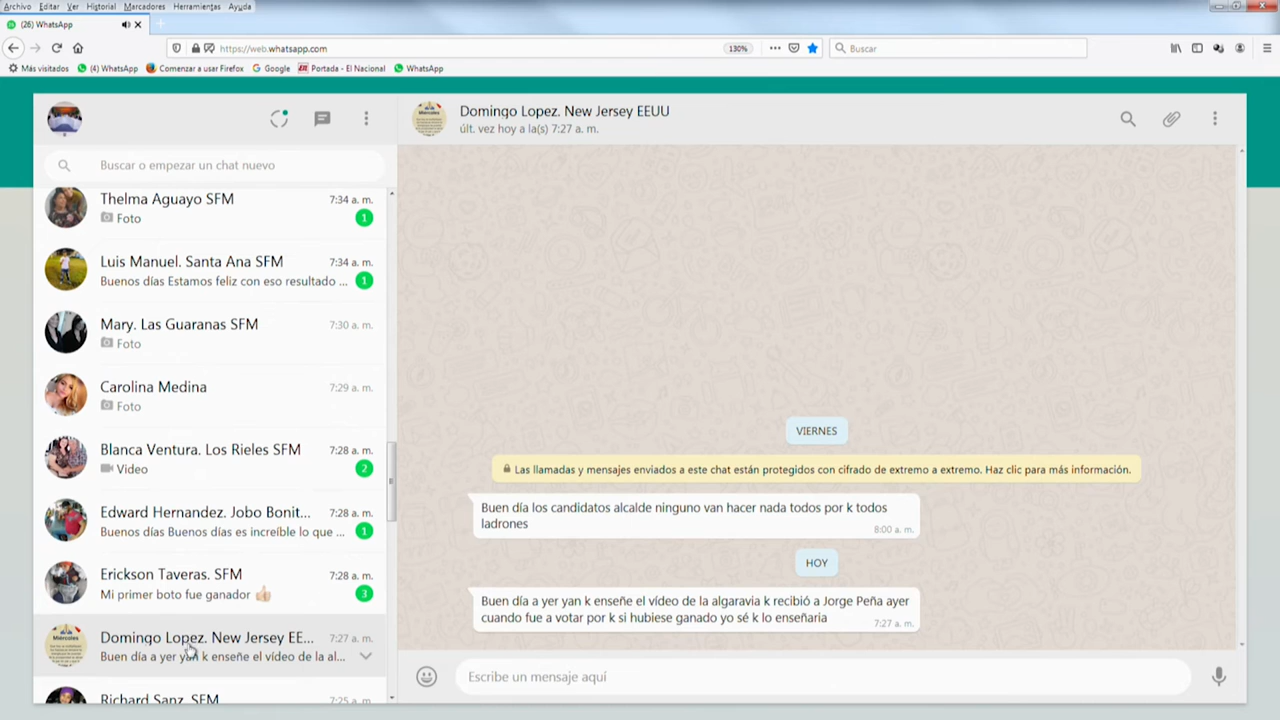 Archivo Editar Ver Historial Marcadores Herramientas Ayuda
(26) WhatsApp
https://web.whatsapp.com
130%
Buscar
Más visitados
(4) WhatsApp
Comenzar a usar Firefox
Google
Portada - El Nacional
WhatsApp
Domingo Lopez. New Jersey EEUU
últ. vez hoy a la(s) 7:27 a. m.
Buscar o empezar un chat nuevo
Thelma Aguayo SFM 7:34 a. m.
Foto 1
Luis Manuel. Santa Ana SFM 7:34 a. m.
Buenos días Estamos feliz con eso resultado ... 1
Mary. Las Guaranas SFM 7:30 a. m.
Foto
Carolina Medina 7:29 a. m.
Foto
Blanca Ventura. Los Rieles SFM 7:28 a. m.
Video 2
Edward Hernandez. Jobo Bonit... 7:28 a. m.
Buenos días Buenos días es increíble lo que ... 1
Erickson Taveras. SFM 7:28 a. m.
Mi primer boto fue ganador 👍🏼 3
Domingo Lopez. New Jersey EE... 7:27 a. m.
Buen día a yer yan k enseñe el vídeo de la al...
Richard Sanz. SFM 7:25 a. m.
VIERNES
Las llamadas y mensajes enviados a este chat están protegidos con cifrado de extremo a extremo. Haz clic para más información.
Buen día los candidatos alcalde ninguno van hacer nada todos por k todos
ladrones
8:00 a. m.
HOY
Buen día a yer yan k enseñe el vídeo de la algaravia k recibió a Jorge Peña ayer
cuando fue a votar por k si hubiese ganado yo sé k lo enseñaria
7:27 a. m.
Escribe un mensaje aquí